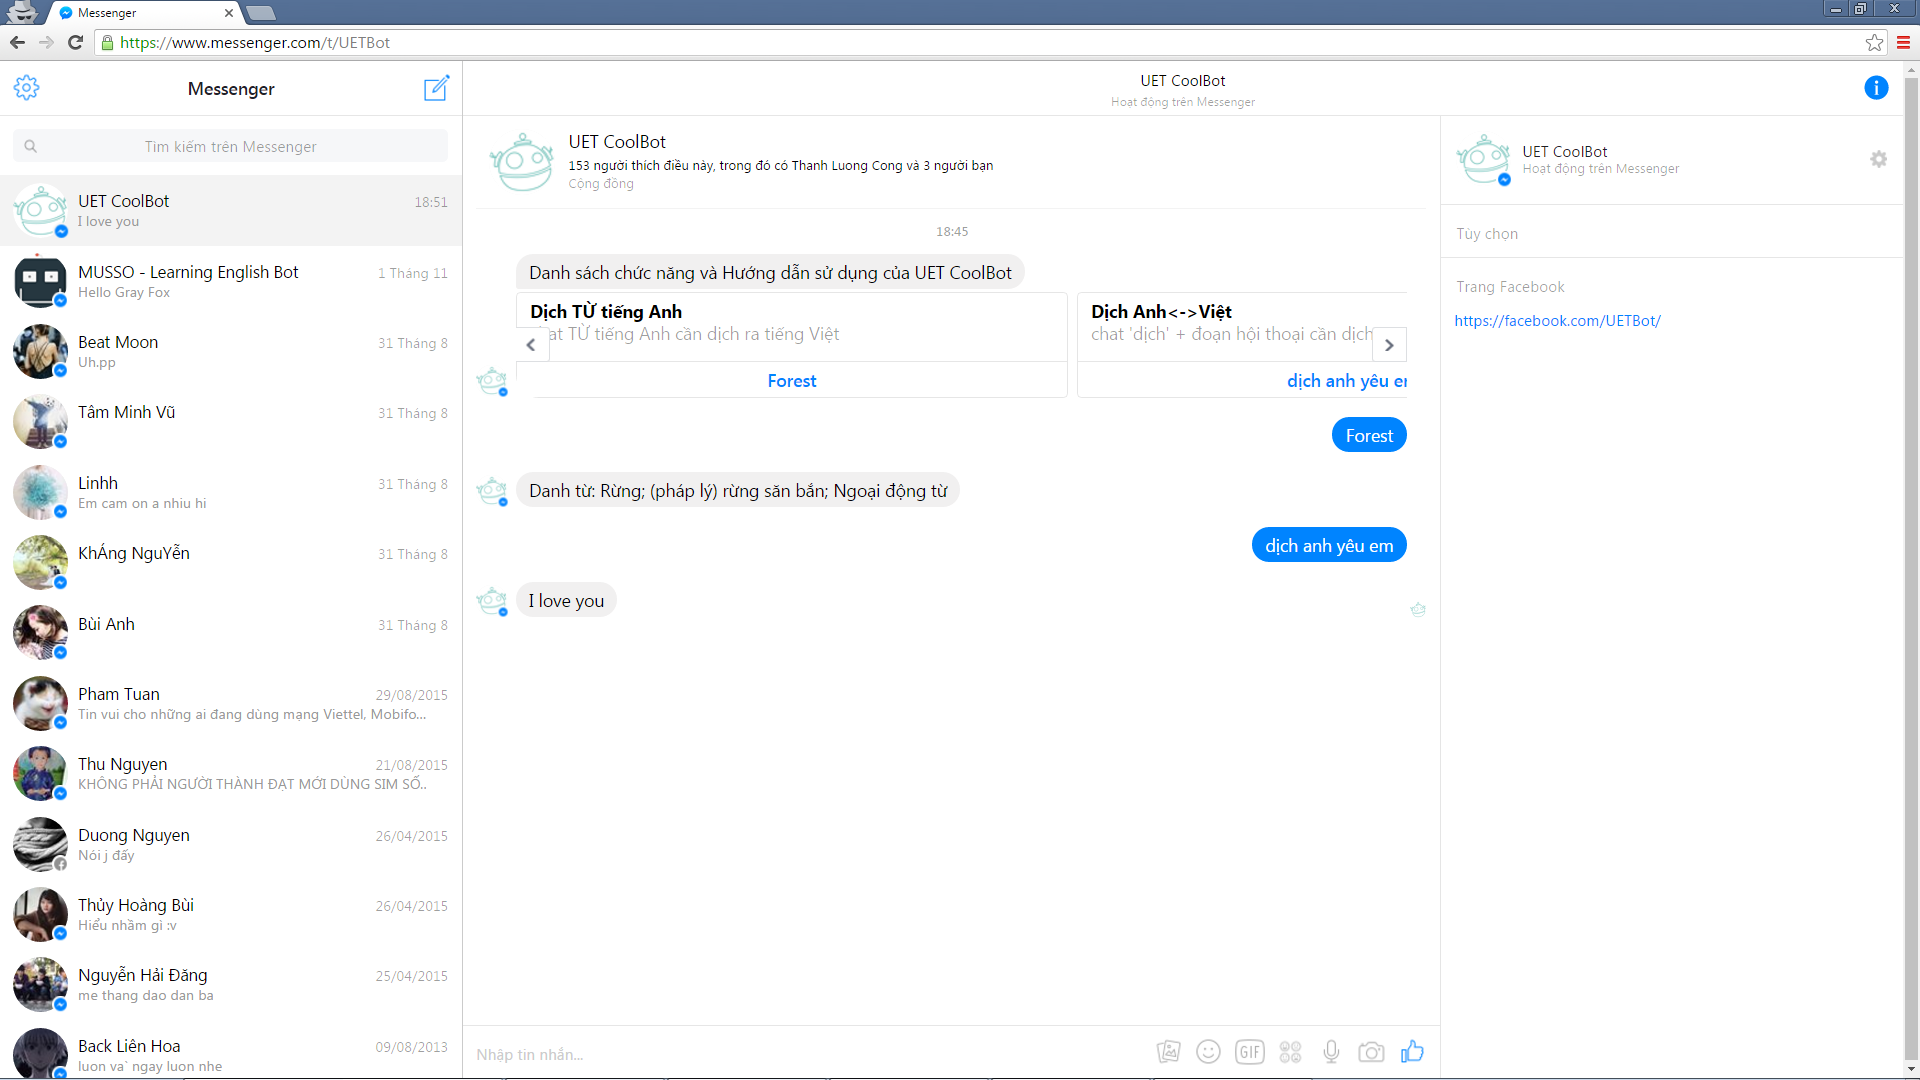 Messenger
https://www.messenger.com/t/UETBot
Messenger
Tìm kiếm trên Messenger
UET CoolBot
18:51
I love you
MUSSO - Learning English Bot
1 Tháng 11
Hello Gray Fox
Beat Moon
31 Tháng 8
Uh.pp
Tâm Minh Vũ
31 Tháng 8
Linhh
31 Tháng 8
Em cam on a nhiu hi
KhÁng NguYễn
31 Tháng 8
Bùi Anh
31 Tháng 8
Pham Tuan
29/08/2015
Tin vui cho những ai đang dùng mạng Viettel, Mobifo...
Thu Nguyen
21/08/2015
KHÔNG PHẢI NGƯỜI THÀNH ĐẠT MỚI DÙNG SIM SỐ..
Duong Nguyen
26/04/2015
Nói j đấy
Thủy Hoàng Bùi
26/04/2015
Hiểu nhầm gì :v
Nguyễn Hải Đăng
25/04/2015
me thang dao dan ba
Back Liên Hoa
09/08/2013
luon va` ngay luon nhe
UET CoolBot
Hoạt động trên Messenger
UET CoolBot
153 người thích điều này, trong đó có Thanh Luong Cong và 3 người bạn
Cộng đồng
18:45
Danh sách chức năng và Hướng dẫn sử dụng của UET CoolBot
Dịch TỪ tiếng Anh
at TỪ tiếng Anh cần dịch ra tiếng Việt
Forest
Dịch Anh<->Việt
chat 'dịch' + đoạn hội thoại cần dịch
dịch anh yêu
Forest
Danh từ: Rừng; (pháp lý) rừng săn bắn; Ngoại động từ
dịch anh yêu em
I love you
Nhập tin nhắn...
GIF
UET CoolBot
Hoạt động trên Messenger
Tùy chọn
Trang Facebook
https://facebook.com/UETBot/